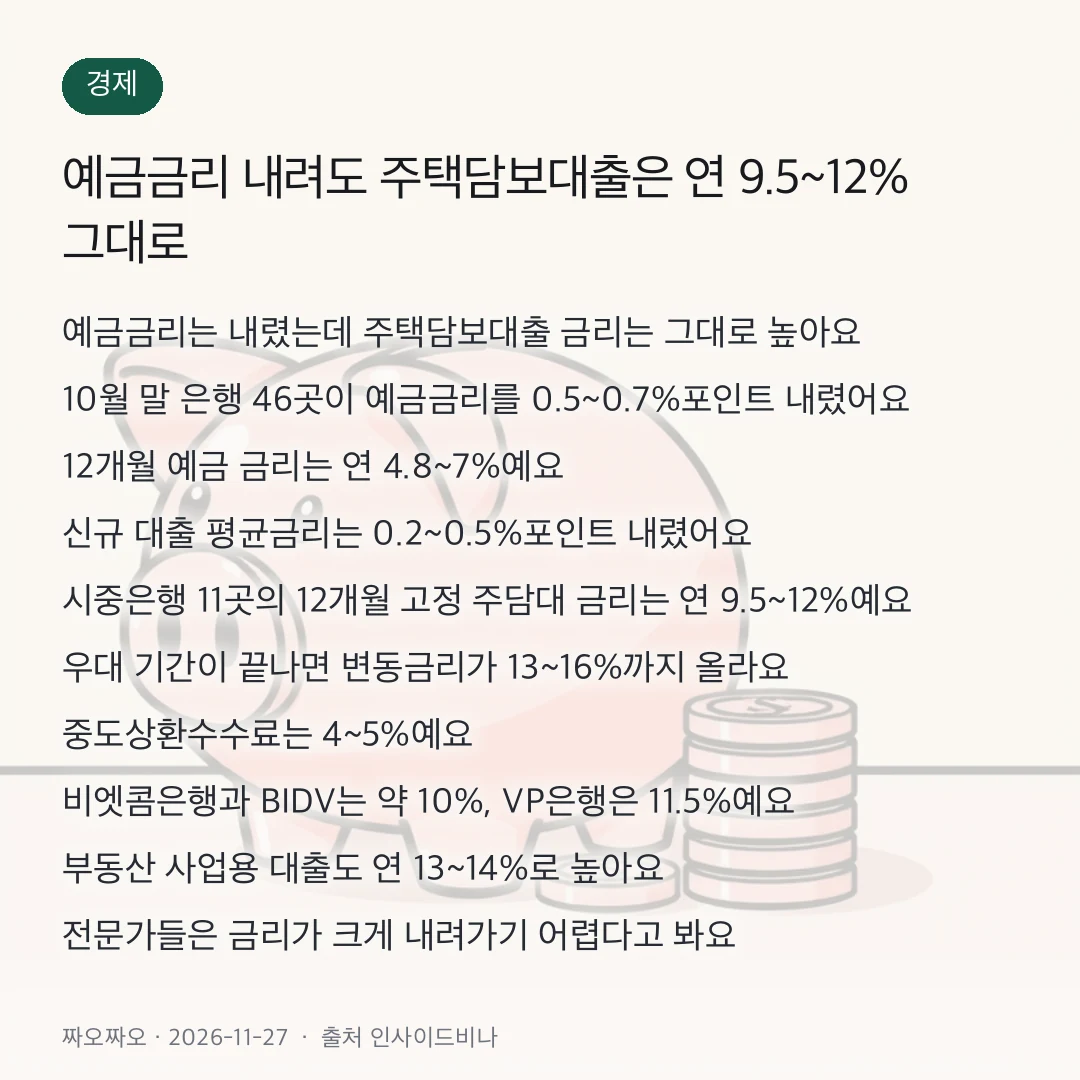 경제
예금금리 내려도 주택담보대출은 연 9.5~12%
그대로
예금금리는 내렸는데 주택담보대출 금리는 그대로 높아요
10월 말 은행 46곳이 예금금리를 0.5~0.7%포인트 내렸어요
12개월 예금 금리는 연 4.8~7%예요
신규 대출 평균금리는 0.2~0.5%포인트 내렸어요
시중은행 11곳의 12개월 고정 주담대 금리는 연 9.5~12%예요
우대 기간이 끝나면 변동금리가 13~16%까지 올라요
중도상환수수료는 4~5%예요
비엣콤은행과 BIDV는 약 10%, VP은행은 11.5%예요
부동산 사업용 대출도 연 13~14%로 높아요
전문가들은 금리가 크게 내려가기 어렵다고 봐요
짜오짜오 · 2026-11-27 · 출처 인사이드비나